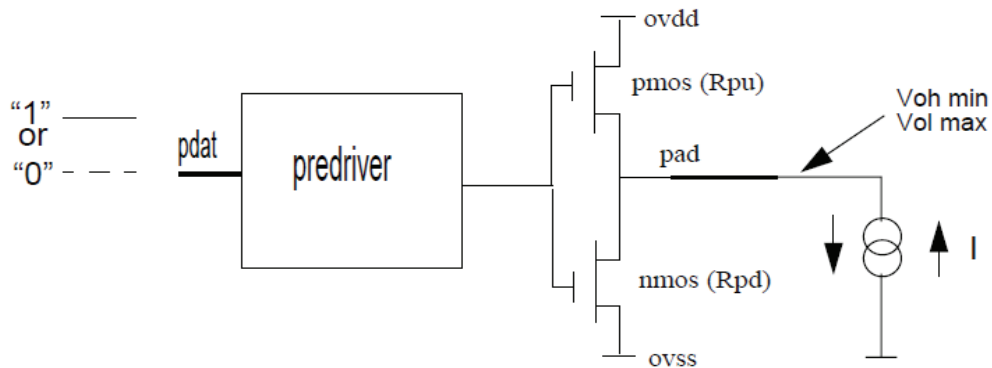 ovdd
pmos (Rpu)
Voh min
Vol max
“1”
or
“0”
pdat
predriver
pad
nmos (Rpd)
I
ovss